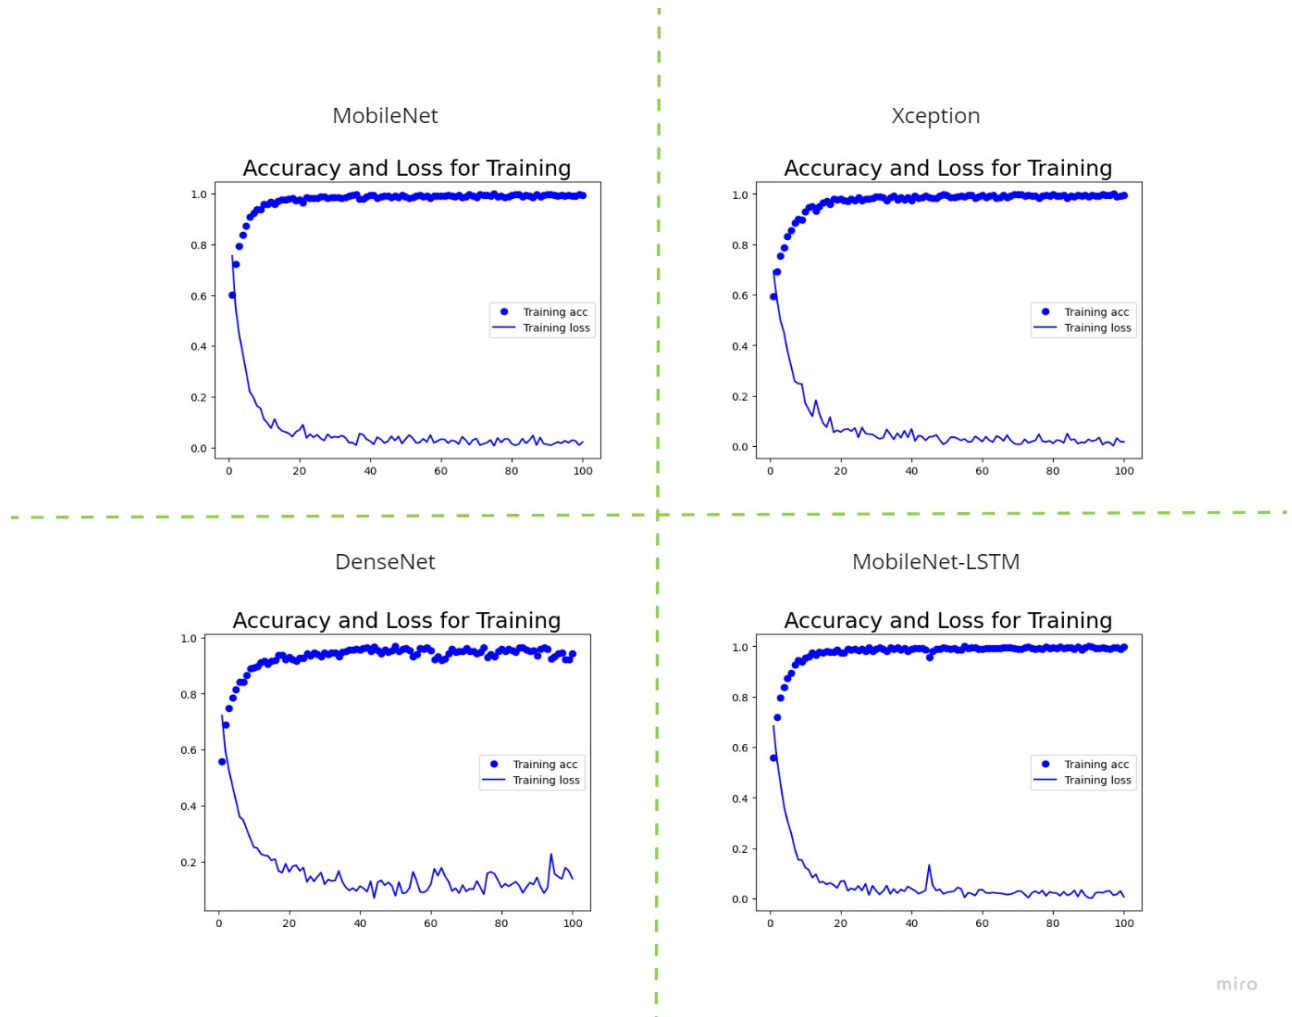 MobileNet
Accuracy and Loss for Training
1.0
0.8
0.6
0.4
0.2
0.0
Training acc
Training loss
0 20 40 60 80 100
Xception
Accuracy and Loss for Training
1.0
0.8
0.6
0.4
0.2
0.0
Training acc
Training loss
0 20 40 60 80 100
DenseNet
Accuracy and Loss for Training
1.0
0.8
0.6
0.4
0.2
Training acc
Training loss
0 20 40 60 80 100
MobileNet-LSTM
Accuracy and Loss for Training
1.0
0.8
0.6
0.4
0.2
0.0
Training acc
Training loss
0 20 40 60 80 100
miro